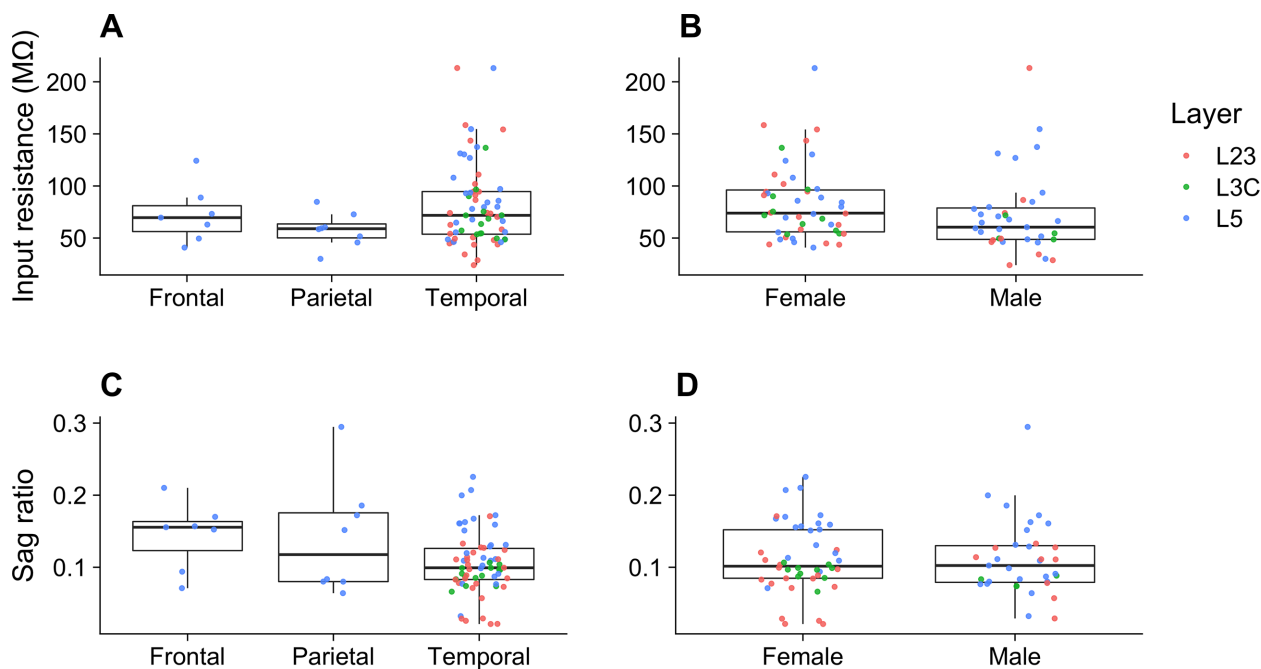 A
B
Input resistance (MΩ)
200
150
100
50
Frontal Parietal Temporal
200
150
100
50
Female Male
Layer
L23
L3C
L5
C
D
Sag ratio
0.3
0.2
0.1
Frontal Parietal Temporal
0.3
0.2
0.1
Female Male